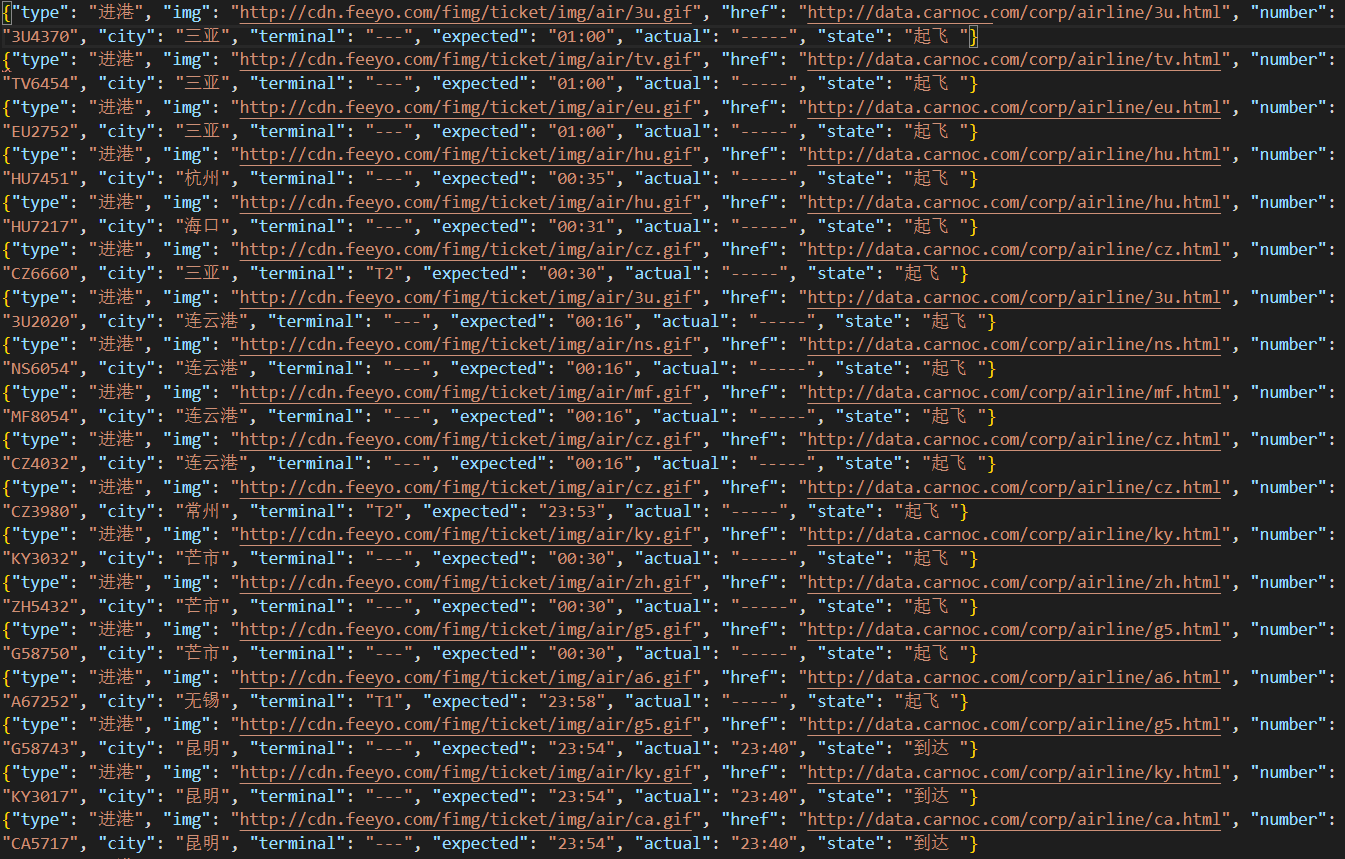 {"type": "进港", "img": "http://cdn.feeyo.com/fimg/ticket/img/air/3u.gif", "href": "http://data.carnoc.com/corp/airline/3u.html", "number":
"3U4370", "city": "三亚", "terminal": "---", "expected": "01:00", "actual": "-----", "state": "起飞 "}
{"type": "进港", "img": "http://cdn.feeyo.com/fimg/ticket/img/air/tv.gif", "href": "http://data.carnoc.com/corp/airline/tv.html", "number":
"TV6454", "city": "三亚", "terminal": "---", "expected": "01:00", "actual": "-----", "state": "起飞 "}
{"type": "进港", "img": "http://cdn.feeyo.com/fimg/ticket/img/air/eu.gif", "href": "http://data.carnoc.com/corp/airline/eu.html", "number":
"EU2752", "city": "三亚", "terminal": "---", "expected": "01:00", "actual": "-----", "state": "起飞 "}
{"type": "进港", "img": "http://cdn.feeyo.com/fimg/ticket/img/air/hu.gif", "href": "http://data.carnoc.com/corp/airline/hu.html", "number":
"HU7451", "city": "杭州", "terminal": "---", "expected": "00:35", "actual": "-----", "state": "起飞 "}
{"type": "进港", "img": "http://cdn.feeyo.com/fimg/ticket/img/air/hu.gif", "href": "http://data.carnoc.com/corp/airline/hu.html", "number":
"HU7217", "city": "海口", "terminal": "---", "expected": "00:31", "actual": "-----", "state": "起飞 "}
{"type": "进港", "img": "http://cdn.feeyo.com/fimg/ticket/img/air/cz.gif", "href": "http://data.carnoc.com/corp/airline/cz.html", "number":
"CZ6660", "city": "三亚", "terminal": "T2", "expected": "00:30", "actual": "-----", "state": "起飞 "}
{"type": "进港", "img": "http://cdn.feeyo.com/fimg/ticket/img/air/3u.gif", "href": "http://data.carnoc.com/corp/airline/3u.html", "number":
"3U2020", "city": "连云港", "terminal": "---", "expected": "00:16", "actual": "-----", "state": "起飞 "}
{"type": "进港", "img": "http://cdn.feeyo.com/fimg/ticket/img/air/ns.gif", "href": "http://data.carnoc.com/corp/airline/ns.html", "number":
"NS6054", "city": "连云港", "terminal": "---", "expected": "00:16", "actual": "-----", "state": "起飞 "}
{"type": "进港", "img": "http://cdn.feeyo.com/fimg/ticket/img/air/mf.gif", "href": "http://data.carnoc.com/corp/airline/mf.html", "number":
"MF8054", "city": "连云港", "terminal": "---", "expected": "00:16", "actual": "-----", "state": "起飞 "}
{"type": "进港", "img": "http://cdn.feeyo.com/fimg/ticket/img/air/cz.gif", "href": "http://data.carnoc.com/corp/airline/cz.html", "number":
"CZ4032", "city": "连云港", "terminal": "---", "expected": "00:16", "actual": "-----", "state": "起飞 "}
{"type": "进港", "img": "http://cdn.feeyo.com/fimg/ticket/img/air/cz.gif", "href": "http://data.carnoc.com/corp/airline/cz.html", "number":
"CZ3980", "city": "常州", "terminal": "T2", "expected": "23:53", "actual": "-----", "state": "起飞 "}
{"type": "进港", "img": "http://cdn.feeyo.com/fimg/ticket/img/air/ky.gif", "href": "http://data.carnoc.com/corp/airline/ky.html", "number":
"KY3032", "city": "芒市", "terminal": "---", "expected": "00:30", "actual": "-----", "state": "起飞 "}
{"type": "进港", "img": "http://cdn.feeyo.com/fimg/ticket/img/air/zh.gif", "href": "http://data.carnoc.com/corp/airline/zh.html", "number":
"ZH5432", "city": "芒市", "terminal": "---", "expected": "00:30", "actual": "-----", "state": "起飞 "}
{"type": "进港", "img": "http://cdn.feeyo.com/fimg/ticket/img/air/g5.gif", "href": "http://data.carnoc.com/corp/airline/g5.html", "number":
"G58750", "city": "芒市", "terminal": "---", "expected": "00:30", "actual": "-----", "state": "起飞 "}
{"type": "进港", "img": "http://cdn.feeyo.com/fimg/ticket/img/air/a6.gif", "href": "http://data.carnoc.com/corp/airline/a6.html", "number":
"A67252", "city": "无锡", "terminal": "T1", "expected": "23:58", "actual": "-----", "state": "起飞 "}
{"type": "进港", "img": "http://cdn.feeyo.com/fimg/ticket/img/air/g5.gif", "href": "http://data.carnoc.com/corp/airline/g5.html", "number":
"G58743", "city": "昆明", "terminal": "---", "expected": "23:54", "actual": "23:40", "state": "到达 "}
{"type": "进港", "img": "http://cdn.feeyo.com/fimg/ticket/img/air/ky.gif", "href": "http://data.carnoc.com/corp/airline/ky.html", "number":
"KY3017", "city": "昆明", "terminal": "---", "expected": "23:54", "actual": "23:40", "state": "到达 "}
{"type": "进港", "img": "http://cdn.feeyo.com/fimg/ticket/img/air/ca.gif", "href": "http://data.carnoc.com/corp/airline/ca.html", "number":
"CA5717", "city": "昆明", "terminal": "---", "expected": "23:54", "actual": "23:40", "state": "到达 "}